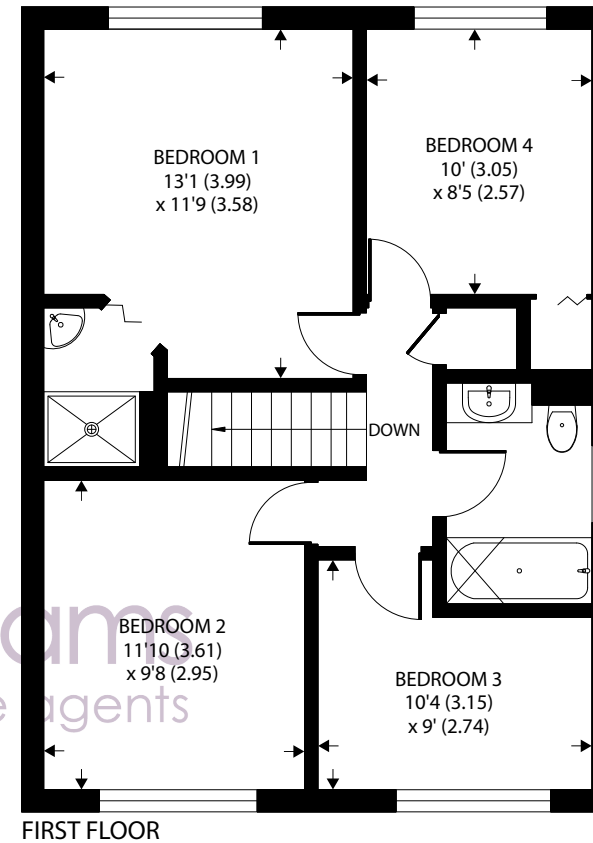 BEDROOM 1
13'1 (3.99)
x 11'9 (3.58)
BEDROOM 4
10' (3.05)
x 8'5 (2.57)
DOWN
BEDROOM 2
11'10 (3.61)
x 9'8 (2.95)
BEDROOM 3
10'4 (3.15)
x 9' (2.74)
agents
FIRST FLOOR